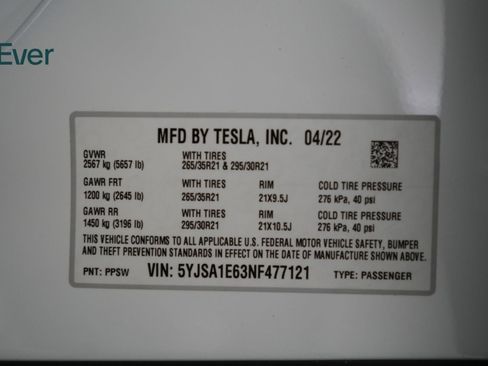 Ever
MFD BY TESLA, INC. 04/22
GVWR WITH TIRES
2567 kg (5657 lb) 265/35R21 & 295/30R21
GAWR FRT WITH TIRES RIM COLD TIRE PRESSURE
1200 kg (2645 lb) 265/35R21 21X9.5J 276 kPa, 40 psi
GAWR RR WITH TIRES RIM COLD TIRE PRESSURE
1450 kg (3196 lb) 295/30R21 21X10.5J 276 kPa, 40 psi
THIS VEHICLE CONFORMS TO ALL APPLICABLE U.S. FEDERAL MOTOR VEHICLE SAFETY, BUMPER
AND THEFT PREVENTION STANDARDS IN EFFECT ON THE DATE OF MANUFACTURE SHOWN ABOVE.
PNT: PPSW VIN: 5YJSA1E63NF477121 TYPE: PASSENGER